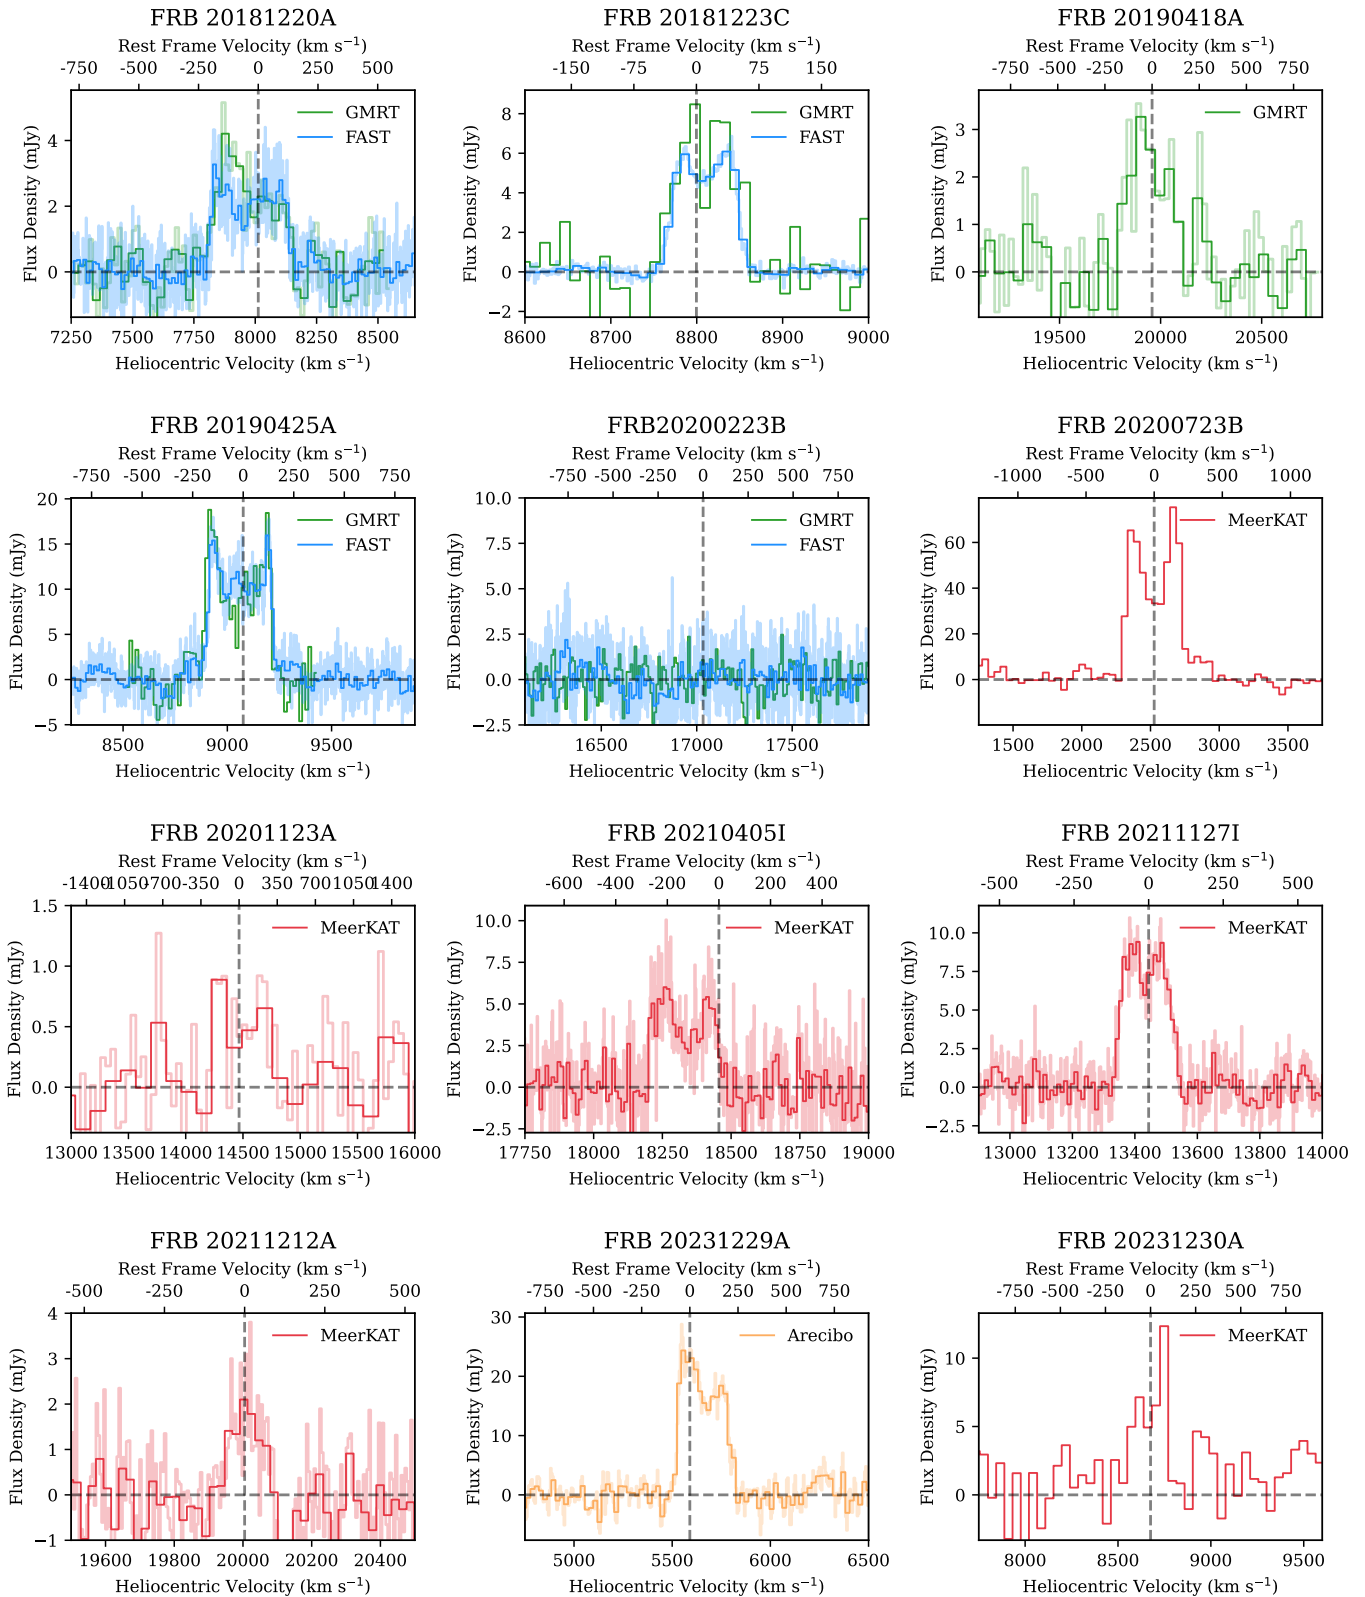 FRB 20181220A
Rest Frame Velocity (km s⁻¹)
-750 -500 -250 0 250 500
GMRT
FAST
Flux Density (mJy)
4
2
0
7250 7500 7750 8000 8250 8500
Heliocentric Velocity (km s⁻¹)
FRB 20181223C
Rest Frame Velocity (km s⁻¹)
-150 -75 0 75 150
GMRT
FAST
Flux Density (mJy)
8
6
4
2
0
−2
8600 8700 8800 8900 9000
Heliocentric Velocity (km s⁻¹)
FRB 20190418A
Rest Frame Velocity (km s⁻¹)
-750 -500 -250 0 250 500 750
GMRT
Flux Density (mJy)
3
2
1
0
19500 20000 20500
Heliocentric Velocity (km s⁻¹)
FRB 20190425A
Rest Frame Velocity (km s⁻¹)
-750 -500 -250 0 250 500 750
GMRT
FAST
Flux Density (mJy)
20
15
10
5
0
−5
8500 9000 9500
Heliocentric Velocity (km s⁻¹)
FRB20200223B
Rest Frame Velocity (km s⁻¹)
-750 -500 -250 0 250 500 750
GMRT
FAST
Flux Density (mJy)
10.0
7.5
5.0
2.5
0.0
−2.5
16500 17000 17500
Heliocentric Velocity (km s⁻¹)
FRB 20200723B
Rest Frame Velocity (km s⁻¹)
-1000 -500 0 500 1000
MeerKAT
Flux Density (mJy)
60
40
20
0
1500 2000 2500 3000 3500
Heliocentric Velocity (km s⁻¹)
FRB 20201123A
Rest Frame Velocity (km s⁻¹)
-1400 -1050 -700 -350 0 350 700 1050 1400
MeerKAT
Flux Density (mJy)
1.5
1.0
0.5
0.0
13000 13500 14000 14500 15000 15500 16000
Heliocentric Velocity (km s⁻¹)
FRB 20210405I
Rest Frame Velocity (km s⁻¹)
-600 -400 -200 0 200 400
MeerKAT
Flux Density (mJy)
10.0
7.5
5.0
2.5
0.0
−2.5
17750 18000 18250 18500 18750 19000
Heliocentric Velocity (km s⁻¹)
FRB 20211127I
Rest Frame Velocity (km s⁻¹)
-500 -250 0 250 500
MeerKAT
Flux Density (mJy)
10.0
7.5
5.0
2.5
0.0
−2.5
13000 13200 13400 13600 13800 14000
Heliocentric Velocity (km s⁻¹)
FRB 20211212A
Rest Frame Velocity (km s⁻¹)
-500 -250 0 250 500
MeerKAT
Flux Density (mJy)
4
3
2
1
0
−1
19600 19800 20000 20200 20400
Heliocentric Velocity (km s⁻¹)
FRB 20231229A
Rest Frame Velocity (km s⁻¹)
-750 -500 -250 0 250 500 750
Arecibo
Flux Density (mJy)
30
20
10
0
5000 5500 6000 6500
Heliocentric Velocity (km s⁻¹)
FRB 20231230A
Rest Frame Velocity (km s⁻¹)
-750 -500 -250 0 250 500 750
MeerKAT
Flux Density (mJy)
10
5
0
8000 8500 9000 9500
Heliocentric Velocity (km s⁻¹)